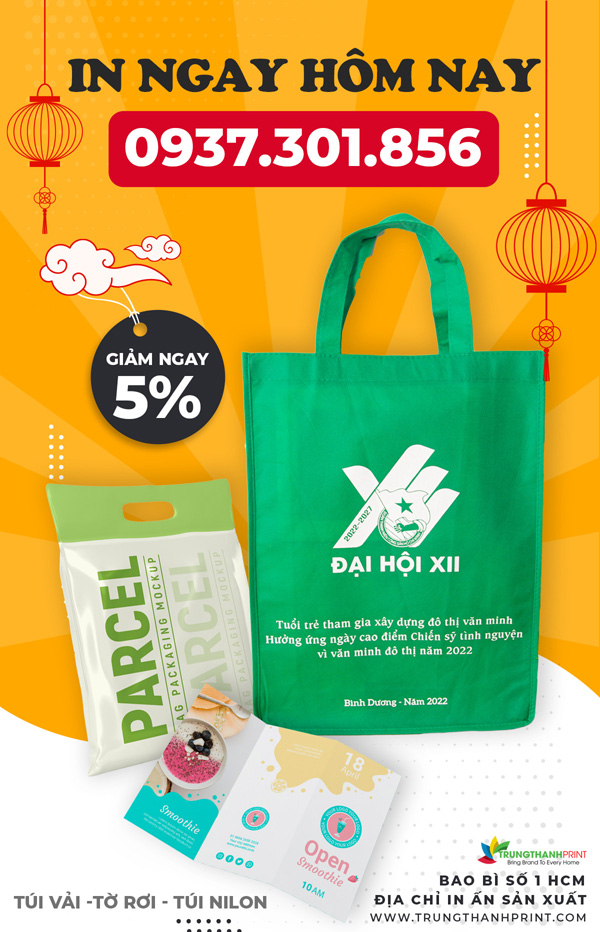 IN NGAY HÔM NAY
0937.301.856
GIẢM NGAY
5%
2022-2027
ĐẠI HỘI XII
Tuổi trẻ tham gia xây dựng đô thị văn minh
Hưởng ứng ngày cao điểm Chiến sỹ tình nguyện
vì văn minh đô thị năm 2022
Bình Dương - Năm 2022
PARCEL
BAG PACKAGING MOCKUP
PARCEL
BAG PACKAGING MOCKUP
18
April
Smoothie
Open
Smoothie
10AM
TRUNGTHANHPRINT
Bring Brand To Every Home
BAO BÌ SỐ 1 HCM
TÚI VẢI -TỜ RƠI - TÚI NILON
ĐỊA CHỈ IN ẤN SẢN XUẤT
WWW.TRUNGTHANHPRINT.COM